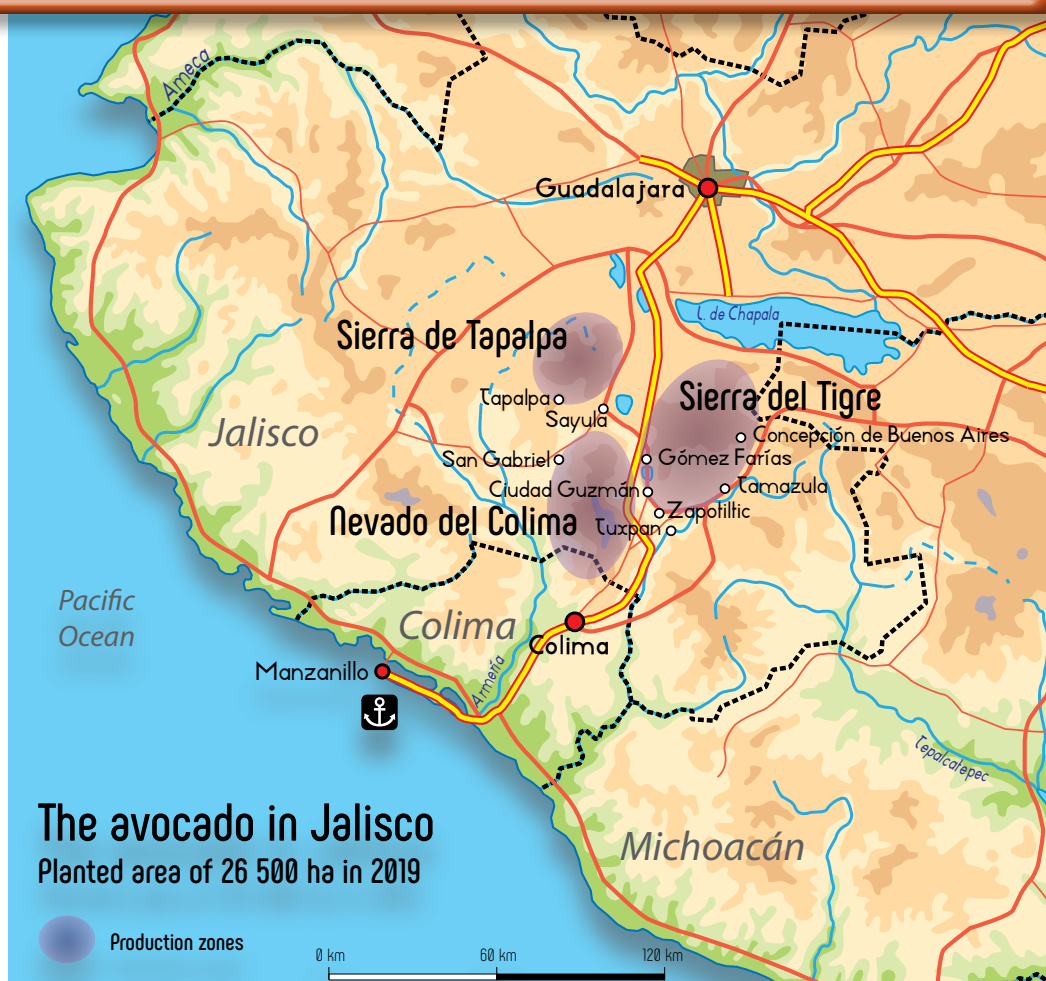 Ameca
Guadalajara
L. de Chapala
Sierra de Tapalpa
Sierra del Tigre
Tapalpa
Sayula
Jalisco
Concepción de Buenos Aires
San Gabriel
Gómez Farías
Ciudad Guzmán
Tamazula
Nevado del Colima
Zapotiltic
Tuxpan
Pacific
Ocean
Colima
Colima
Manzanillo
Armería
Tepalcatepec
The avocado in Jalisco
Planted area of 26 500 ha in 2019
Michoacán
Production zones
0 km 60 km 120 km